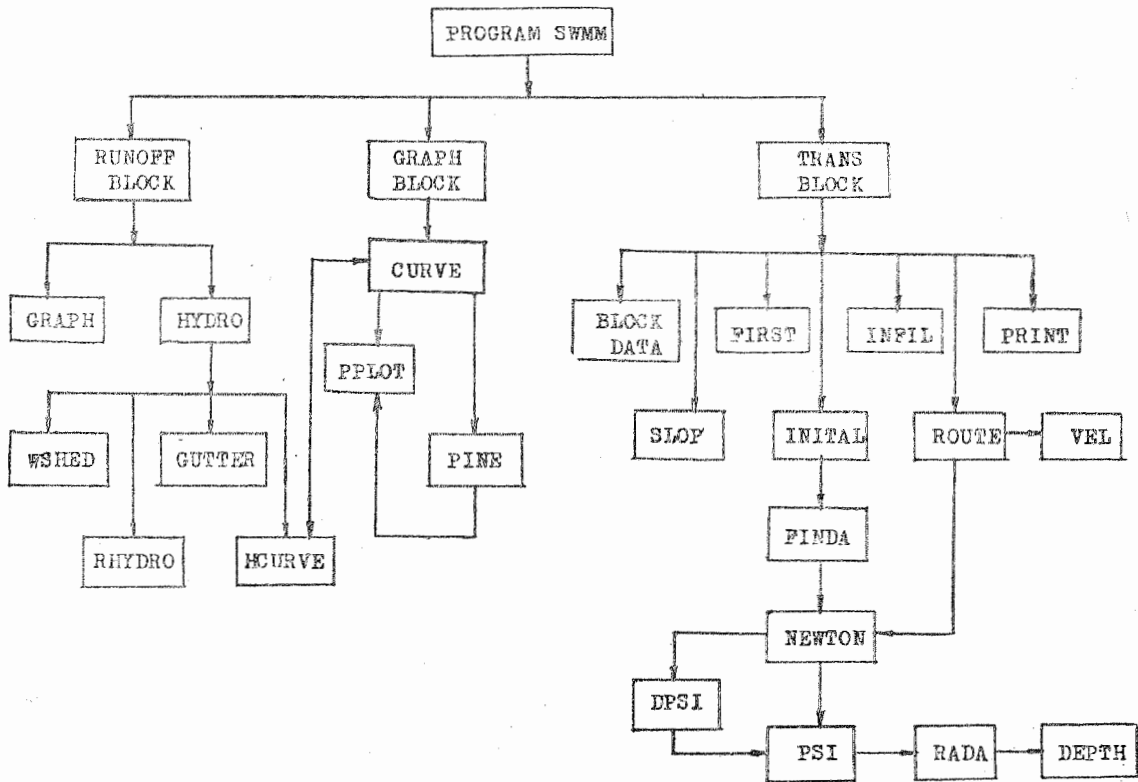 PROGRAM SWMM
RUNOFF
BLOCK
GRAPH
BLOCK
TRANS
BLOCK
CURVE
GRAPH
HYDRO
BLOCK
DATA
FIRST
INFIL
PRINT
PPLOT
SLOP
INITAL
ROUTE
VEL
WSHED
GUTTER
PINE
RHYDRO
HCURVE
FINDA
NEWTON
DPSI
PSI
RADA
DEPTH